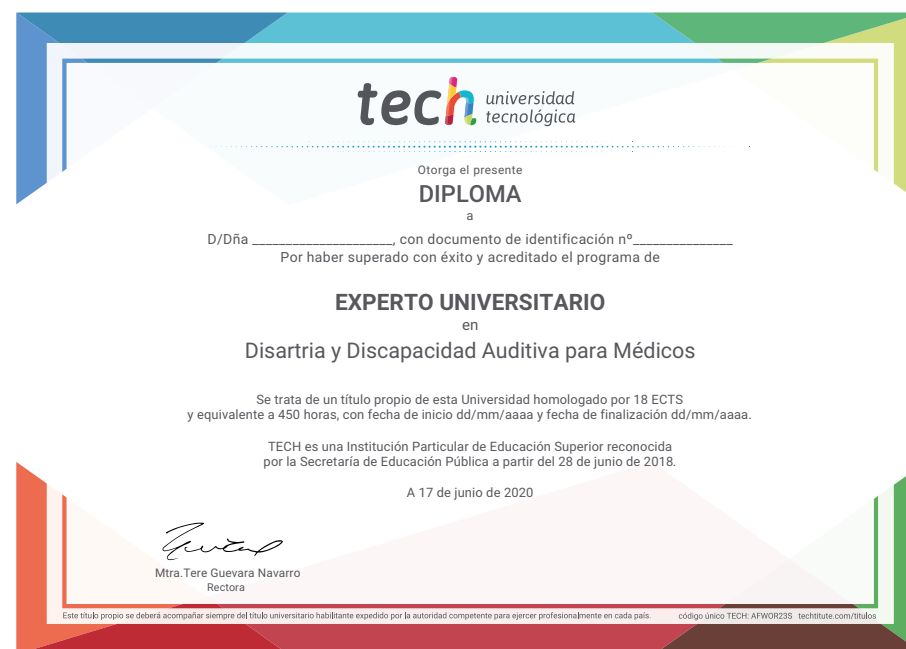 tech universidad
tecnológica
Otorga el presente
DIPLOMA
a
D/Dña _____________________, con documento de identificación nº_______________
Por haber superado con éxito y acreditado el programa de
EXPERTO UNIVERSITARIO
en
Disartria y Discapacidad Auditiva para Médicos
Se trata de un título propio de esta Universidad homologado por 18 ECTS
y equivalente a 450 horas, con fecha de inicio dd/mm/aaaa y fecha de finalización dd/mm/aaaa.
TECH es una Institución Particular de Educación Superior reconocida
por la Secretaría de Educación Pública a partir del 28 de junio de 2018.
A 17 de junio de 2020
Mtra.Tere Guevara Navarro
Rectora
Este título propio se deberá acompañar siempre del título universitario habilitante expedido por la autoridad competente para ejercer profesionalmente en cada país. código único TECH: AFWOR23S techtitute.com/titulos